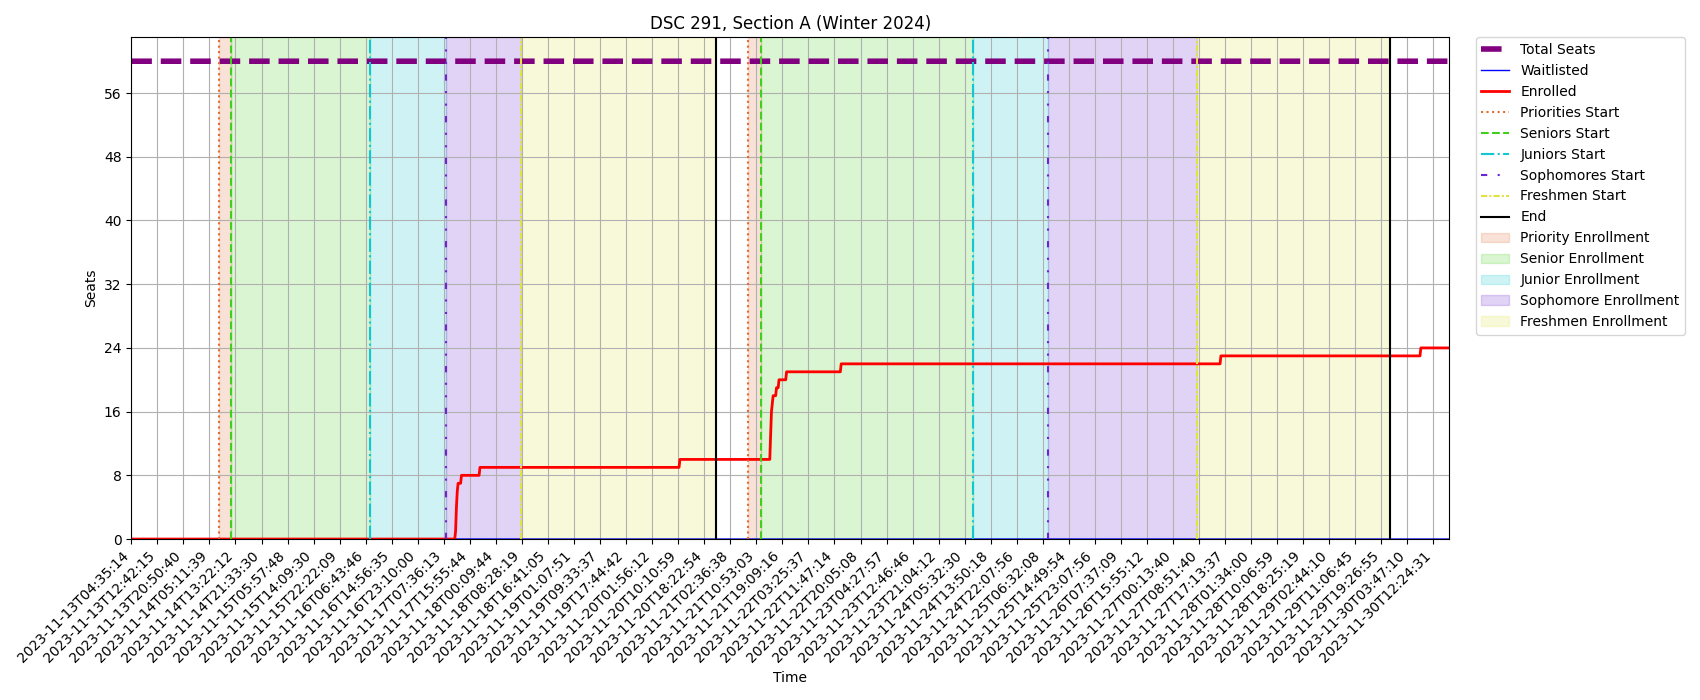 DSC 291, Section A (Winter 2024)
Seats
56
48
40
32
24
16
8
0
2023-11-13T04:35:14
2023-11-13T12:42:15
2023-11-13T20:50:40
2023-11-14T05:11:39
2023-11-14T13:22:12
2023-11-14T21:33:30
2023-11-15T05:57:48
2023-11-15T14:09:30
2023-11-15T22:22:09
2023-11-16T06:43:46
2023-11-16T14:56:35
2023-11-16T23:10:00
2023-11-17T07:36:13
2023-11-17T15:55:44
2023-11-18T00:09:44
2023-11-18T08:28:19
2023-11-18T16:41:05
2023-11-19T01:07:51
2023-11-19T09:33:37
2023-11-19T17:44:42
2023-11-20T01:56:12
2023-11-20T10:10:59
2023-11-20T18:22:54
2023-11-21T02:36:38
2023-11-21T10:53:03
2023-11-21T19:09:16
2023-11-22T03:25:37
2023-11-22T11:47:14
2023-11-22T20:05:08
2023-11-23T04:27:57
2023-11-23T12:46:46
2023-11-23T21:04:12
2023-11-24T05:32:30
2023-11-24T13:50:18
2023-11-24T22:07:56
2023-11-25T06:32:08
2023-11-25T14:49:54
2023-11-25T23:07:56
2023-11-26T07:37:09
2023-11-26T15:55:12
2023-11-27T00:13:40
2023-11-27T08:51:40
2023-11-27T17:13:37
2023-11-28T01:34:00
2023-11-28T10:06:59
2023-11-28T18:25:19
2023-11-29T02:44:10
2023-11-29T11:06:45
2023-11-29T19:26:55
2023-11-30T03:47:10
2023-11-30T12:24:31
Time
Total Seats
Waitlisted
Enrolled
Priorities Start
Seniors Start
Juniors Start
Sophomores Start
Freshmen Start
End
Priority Enrollment
Senior Enrollment
Junior Enrollment
Sophomore Enrollment
Freshmen Enrollment